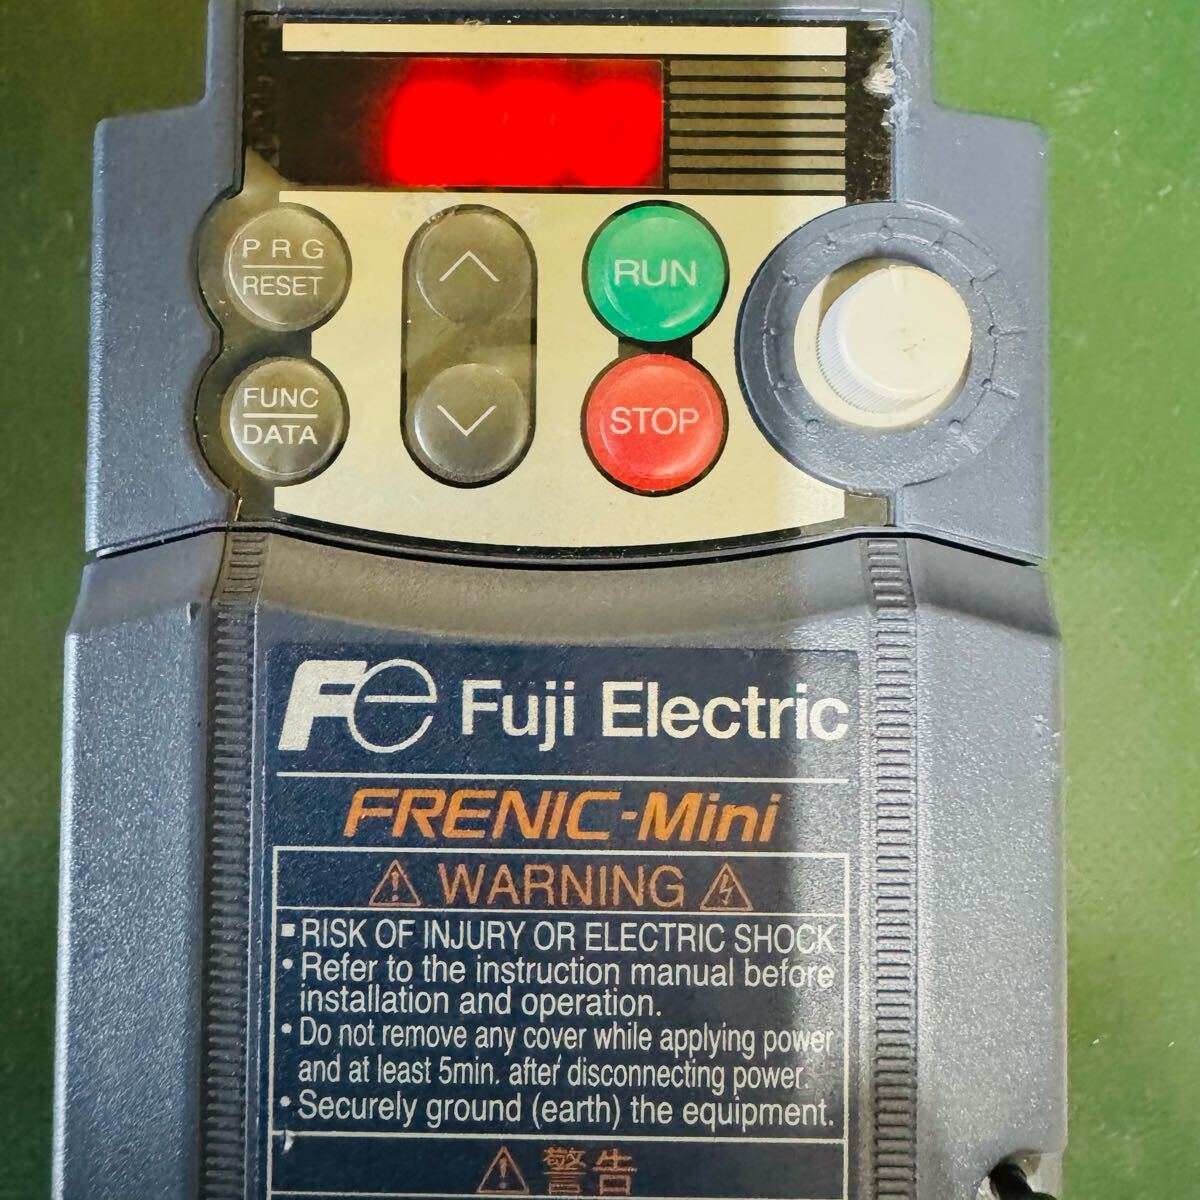 PRG
RESET
RUN
FUNC
DATA
STOP
Fe Fuji Electric
FRENIC-Mini
WARNING
▪RISK OF INJURY OR ELECTRIC SHOCK
•Refer to the instruction manual before
installation and operation.
•Do not remove any cover while applying power
and at least 5min. after disconnecting power.
•Securely ground (earth) the equipment.
警告